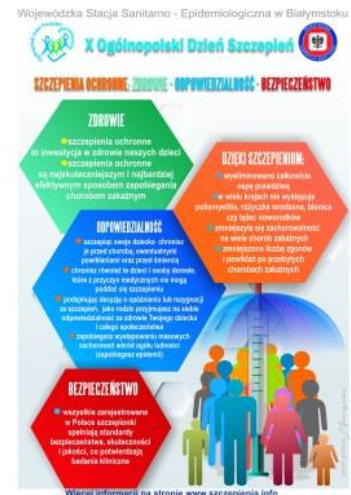 Wojewódzka Stacja Sanitarno - Epidemiologiczna w Białymstoku
X Ogólnopolski Dzień Szczepień
SZCZEPIENIA OCHRONNE: ZDROWIE - ODPOWIEDZIALNOŚĆ - BEZPIECZEŃSTWO
ZDROWIE
szczepienia ochronne
to inwestycja w zdrowie naszych dzieci
szczepienia ochronne
są najskuteczniejszym i najbardziej
efektywnym sposobem zapobiegania
chorobom zakaźnym
DZIĘKI SZCZEPIENIOM:
wyeliminowano całkowicie
ospę prawdziwą
w wielu krajach nie występuje
poliomyelitis, różyczka wrodzona, błonica
czy tężec noworodków
zmniejszyła się zachorowalność
na wiele chorób zakaźnych
zmniejszono liczbę zgonów
i powikłań po przebytych
chorobach zakaźnych
ODPOWIEDZIALNOŚĆ
szczepiąc swoje dziecko chronisz
je przed chorobą, ewentualnymi
powikłaniami oraz przed śmiercią
chronisz również te dzieci i osoby dorosłe,
które z przyczyn medycznych nie mogą
poddać się szczepieniu
podejmując decyzję o opóźnieniu lub rezygnacji
ze szczepień, jako rodzic przyjmujesz na siebie
odpowiedzialność za zdrowie Twojego dziecka
i całego społeczeństwa
zapobiegasz występowaniu masowych
zachorowań wśród ogółu ludności
(zapobiegasz epidemii)
BEZPIECZEŃSTWO
wszystkie zarejestrowane
w Polsce szczepionki
spełniają standardy
bezpieczeństwa, skuteczności
i jakości, co potwierdzają
badania kliniczne
Więcej informacji na stronie www.szczepienia.info